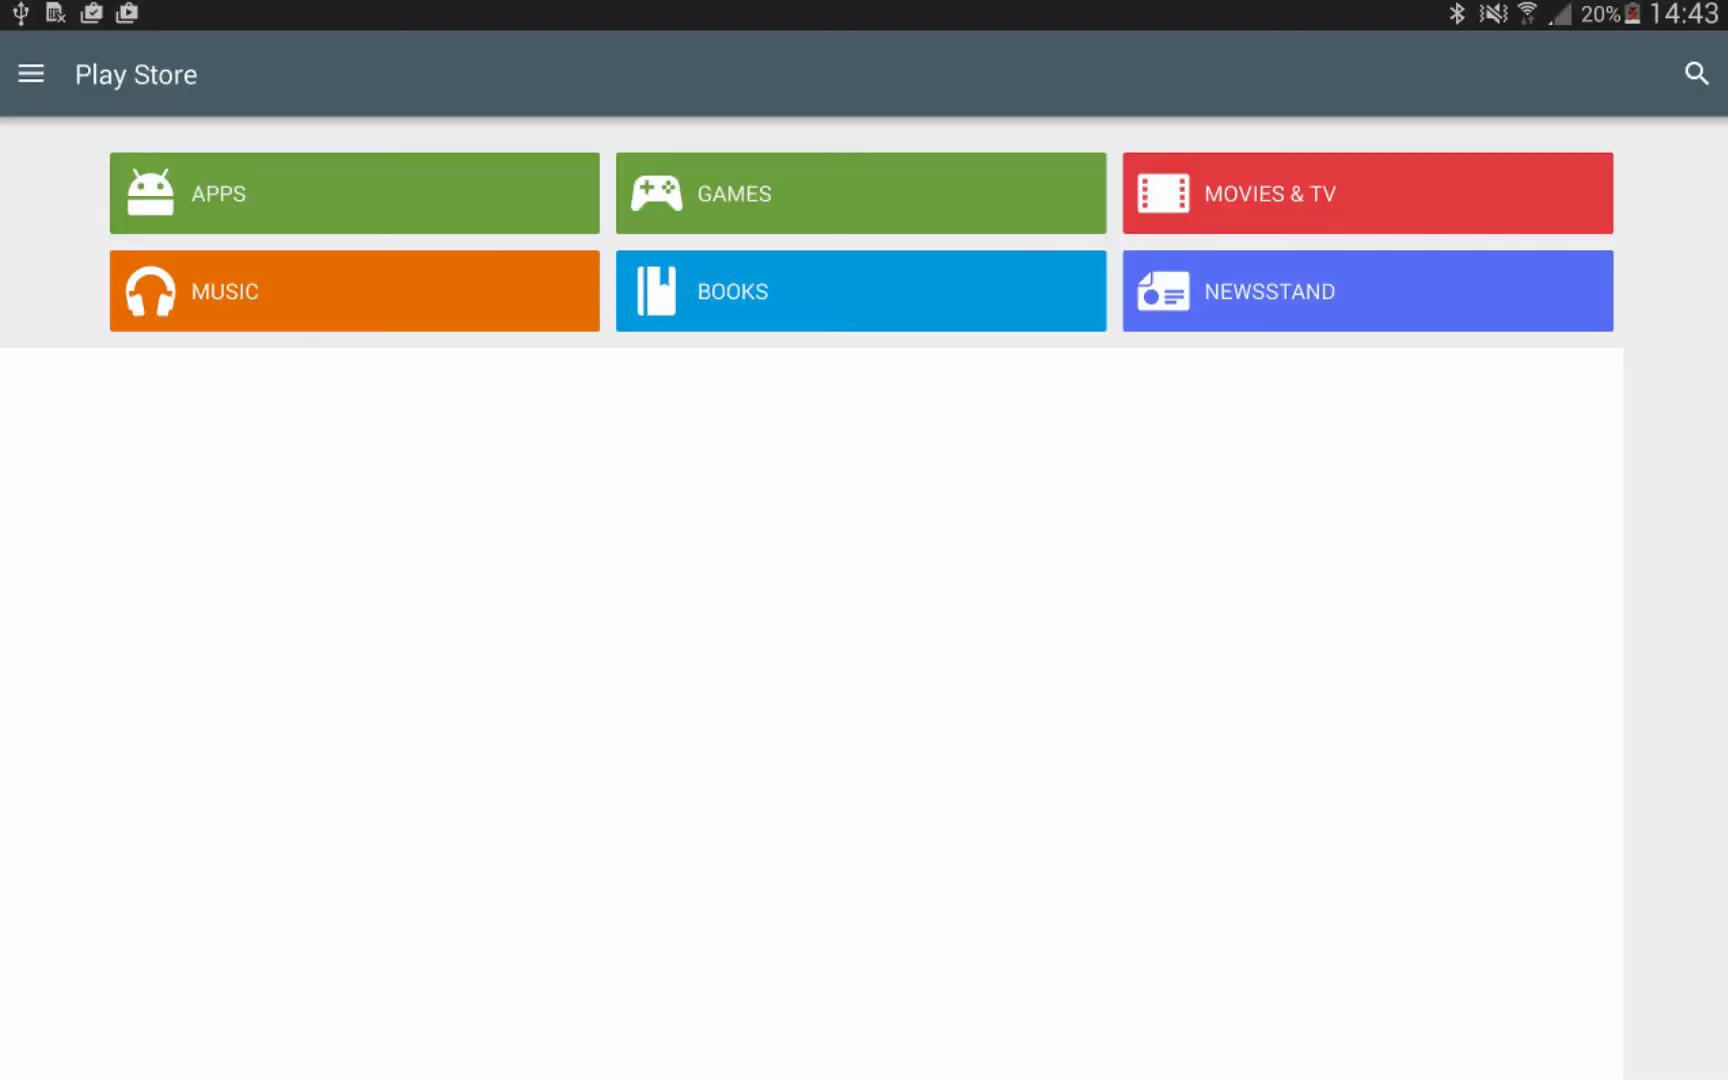 20% 14:43
Play Store
APPS GAMES MOVIES & TV
MUSIC BOOKS NEWSSTAND